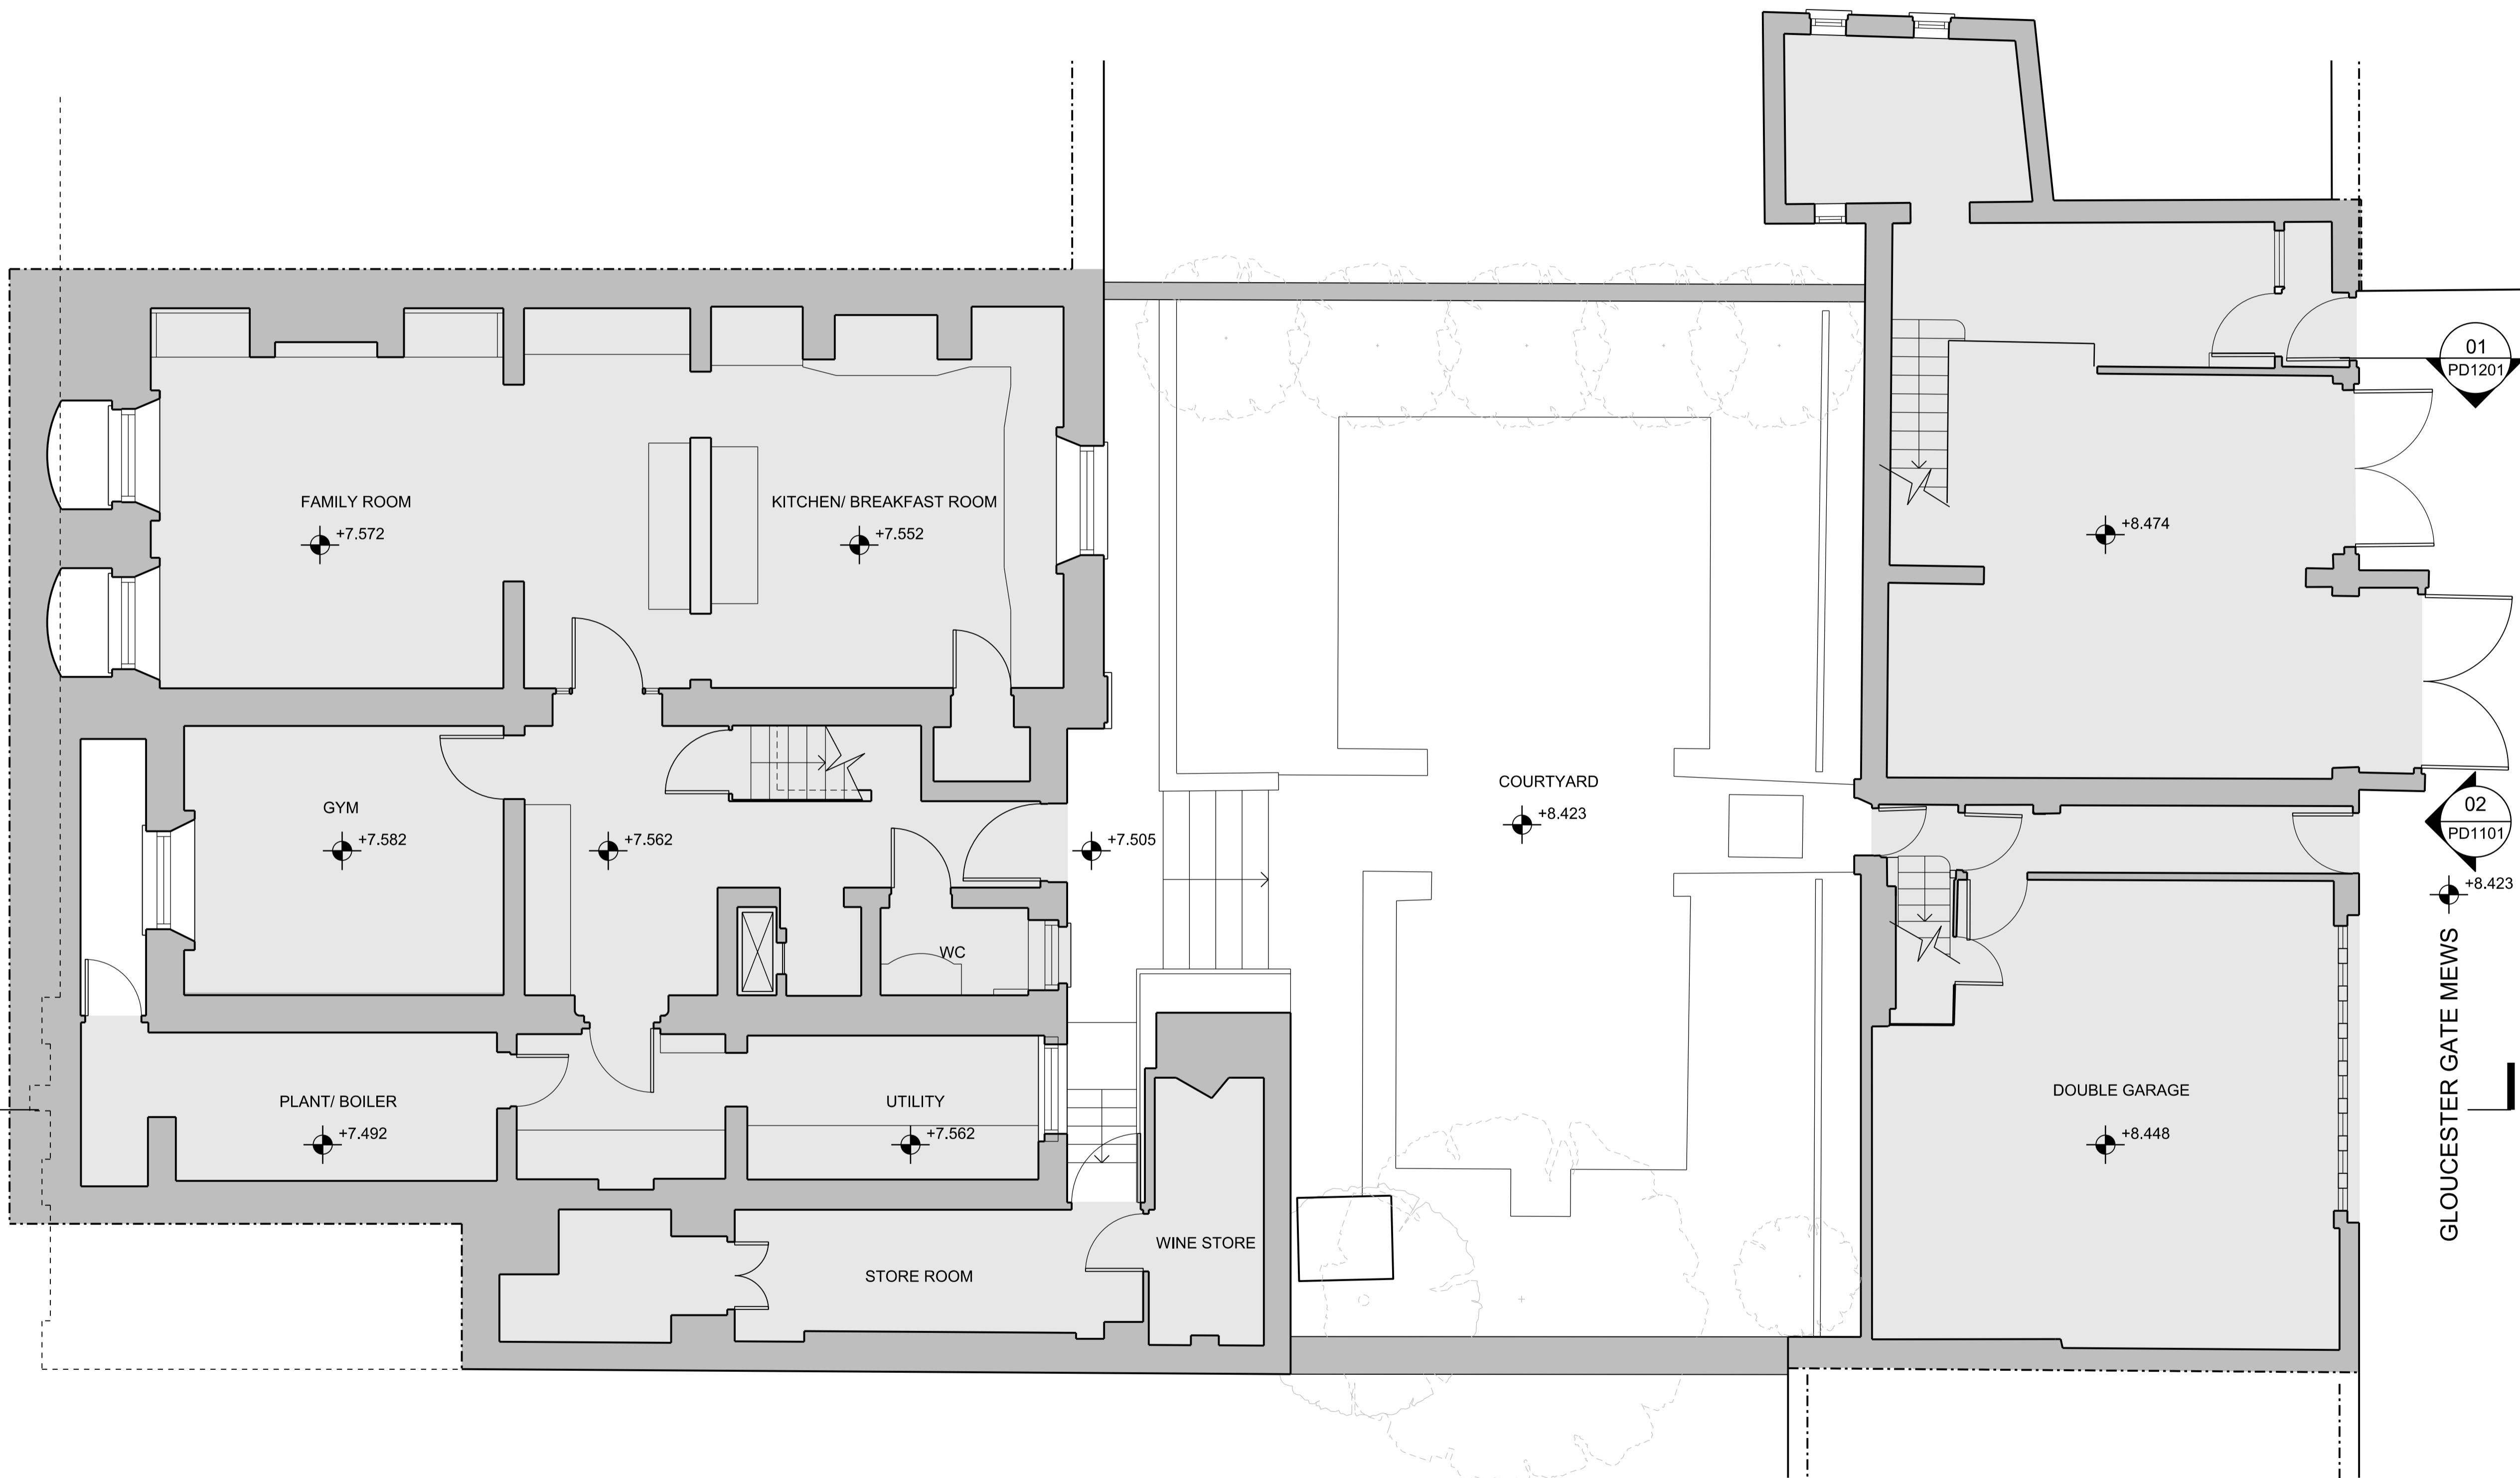 01
PD1201
FAMILY ROOM
+7.572
KITCHEN/ BREAKFAST ROOM
+7.552
+8.474
COURTYARD
+8.423
GYM
+7.582
+7.562
+7.505
02
PD1101
+8.423
WC
GLOUCESTER GATE MEWS
PLANT/ BOILER
+7.492
UTILITY
+7.562
DOUBLE GARAGE
+8.448
WINE STORE
STORE ROOM